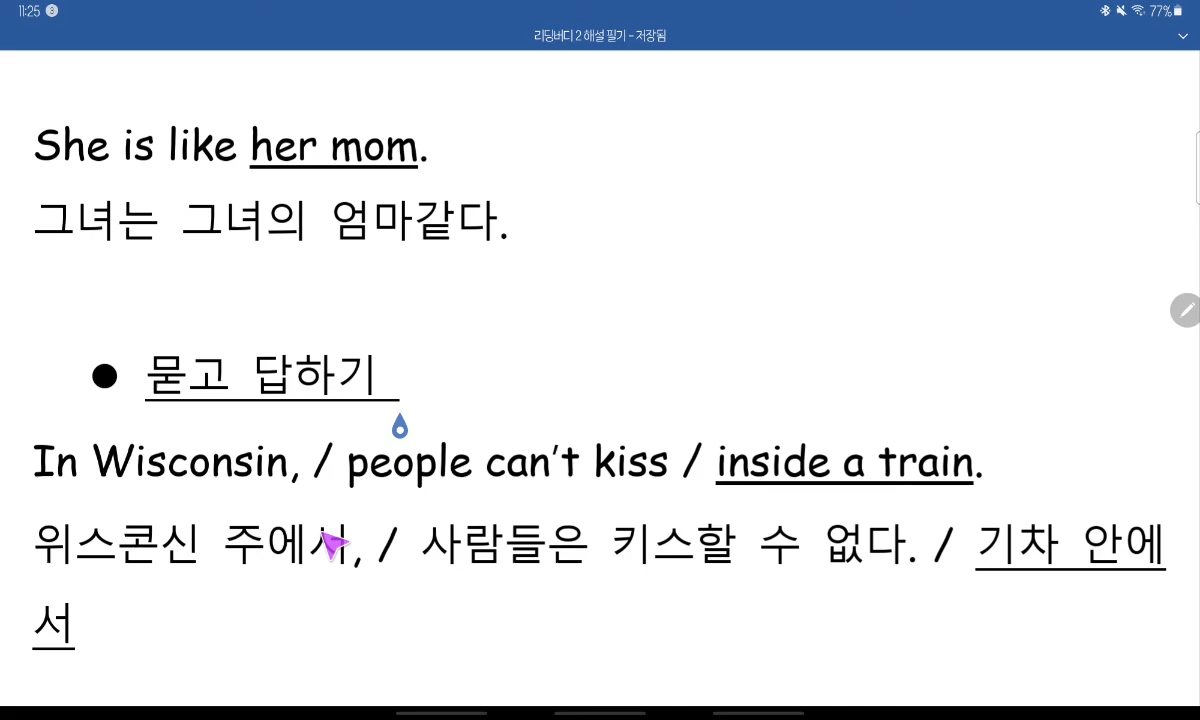 11:25 3 77%
리딩버디 2 해설 필기 - 저장됨
She is like her mom.
그녀는 그녀의 엄마같다.
● 묻고 답하기
In Wisconsin, / people can't kiss / inside a train.
위스콘신 주에서, / 사람들은 키스할 수 없다. / 기차 안에
서